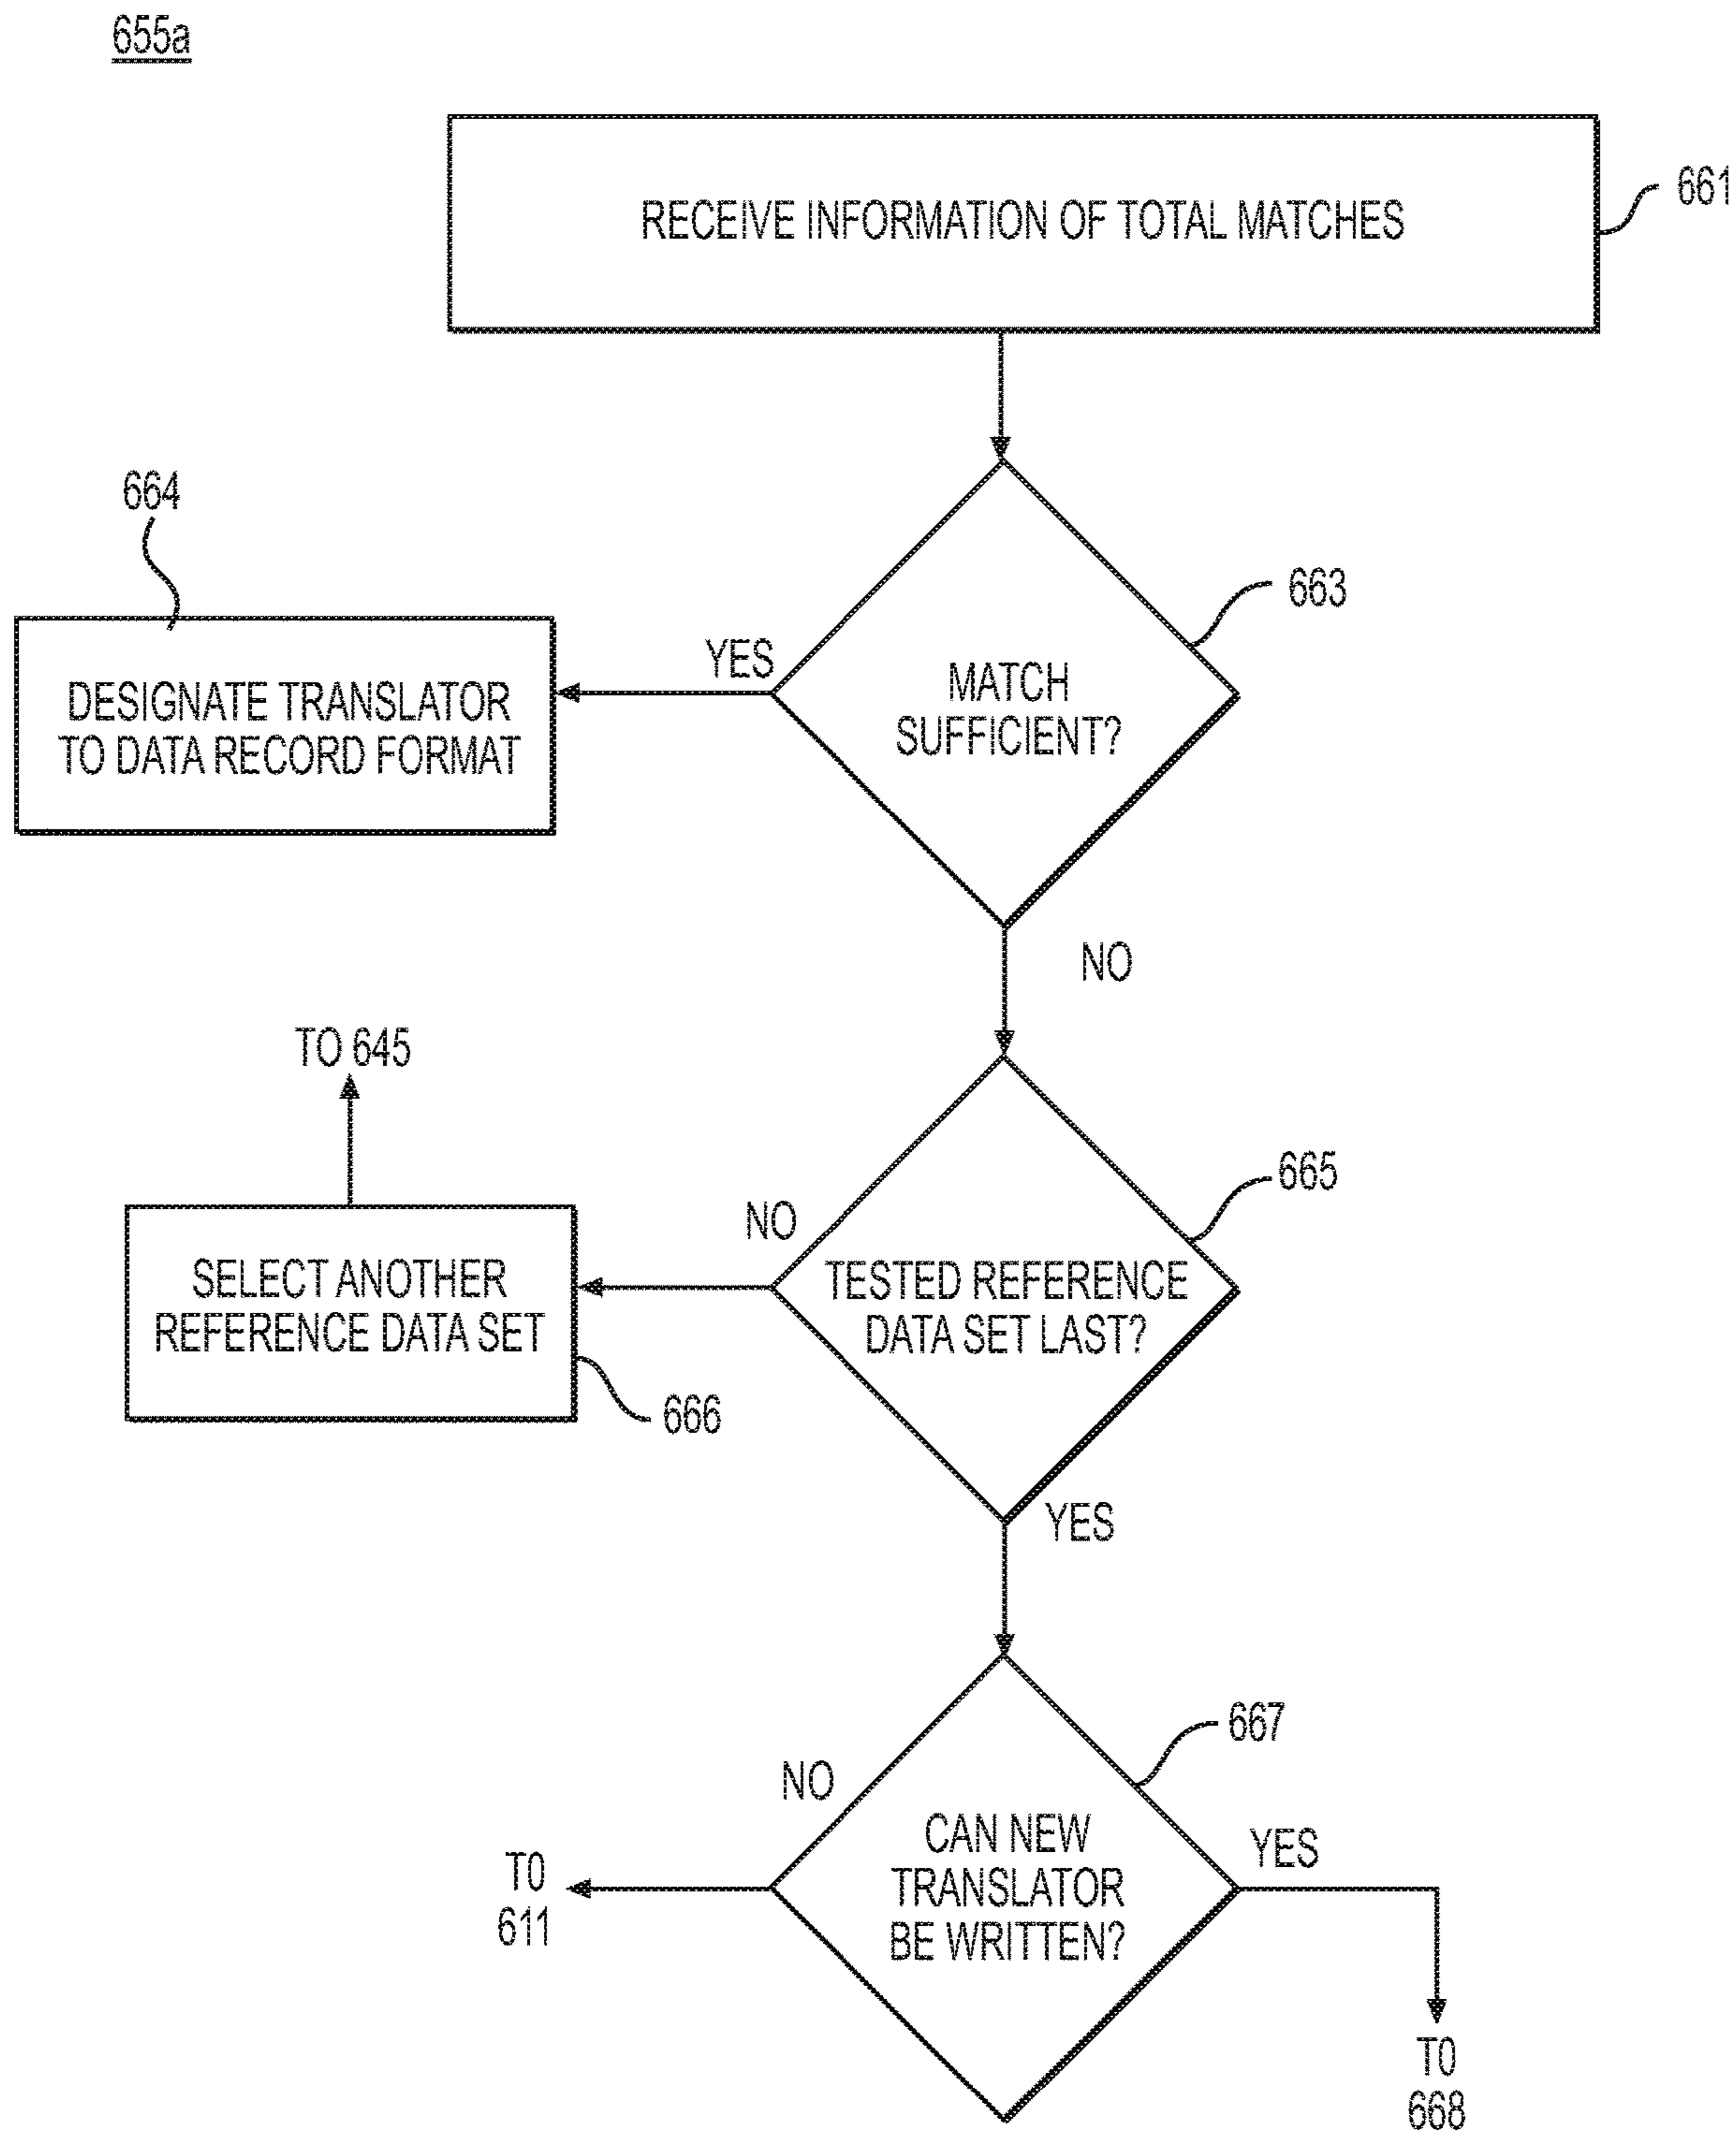 655a
RECEIVE INFORMATION OF TOTAL MATCHES
661
664
663
YES
MATCH
SUFFICIENT?
DESIGNATE TRANSLATOR
TO DATA RECORD FORMAT
NO
TO 645
665
NO
TESTED REFERENCE
DATA SET LAST?
SELECT ANOTHER
REFERENCE DATA SET
666
YES
667
NO
CAN NEW
TRANSLATOR
BE WRITTEN?
YES
TO
611
TO
668